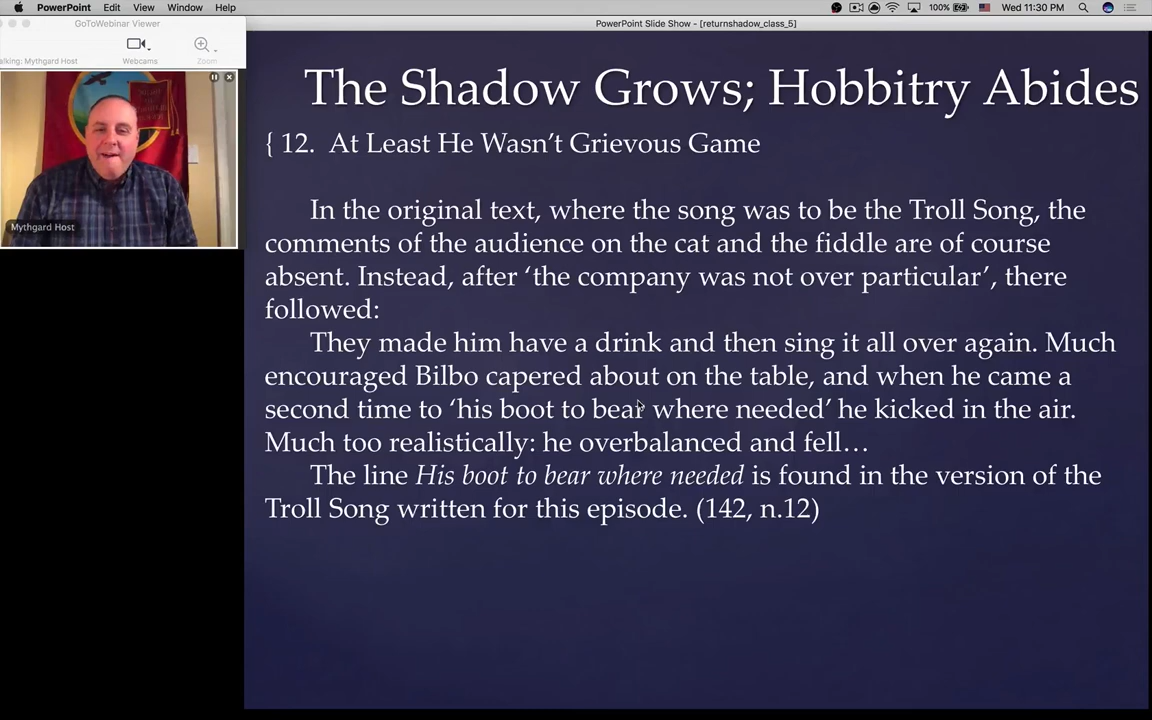 PowerPoint Edit View Window Help 100% Wed 11:30 PM
GoToWebinar Viewer
PowerPoint Slide Show - [returnshadow_class_5]
alking: Mythgard Host Webcams Zoom
Mythgard Host
The Shadow Grows; Hobbitry Abides
{ 12. At Least He Wasn't Grievous Game
In the original text, where the song was to be the Troll Song, the
comments of the audience on the cat and the fiddle are of course
absent. Instead, after ‘the company was not over particular’, there
followed:
They made him have a drink and then sing it all over again. Much
encouraged Bilbo capered about on the table, and when he came a
second time to ‘his boot to bear where needed’ he kicked in the air.
Much too realistically: he overbalanced and fell…
The line His boot to bear where needed is found in the version of the
Troll Song written for this episode. (142, n.12)